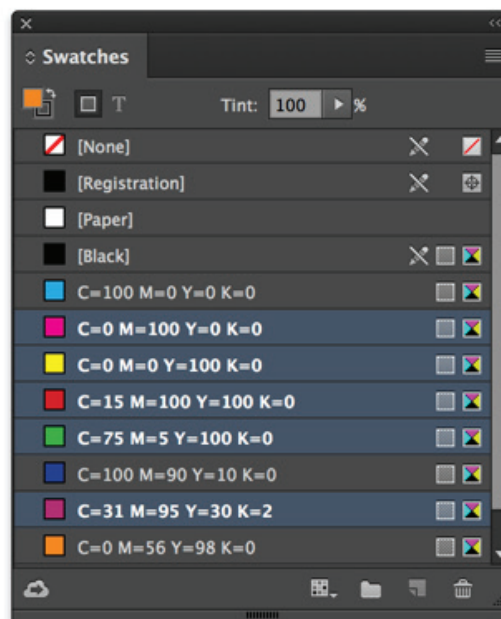 Swatches
T Tint: 100 %
[None]
[Registration]
[Paper]
[Black]
C=100 M=0 Y=0 K=0
C=0 M=100 Y=0 K=0
C=0 M=0 Y=100 K=0
C=15 M=100 Y=100 K=0
C=75 M=5 Y=100 K=0
C=100 M=90 Y=10 K=0
C=31 M=95 Y=30 K=2
C=0 M=56 Y=98 K=0